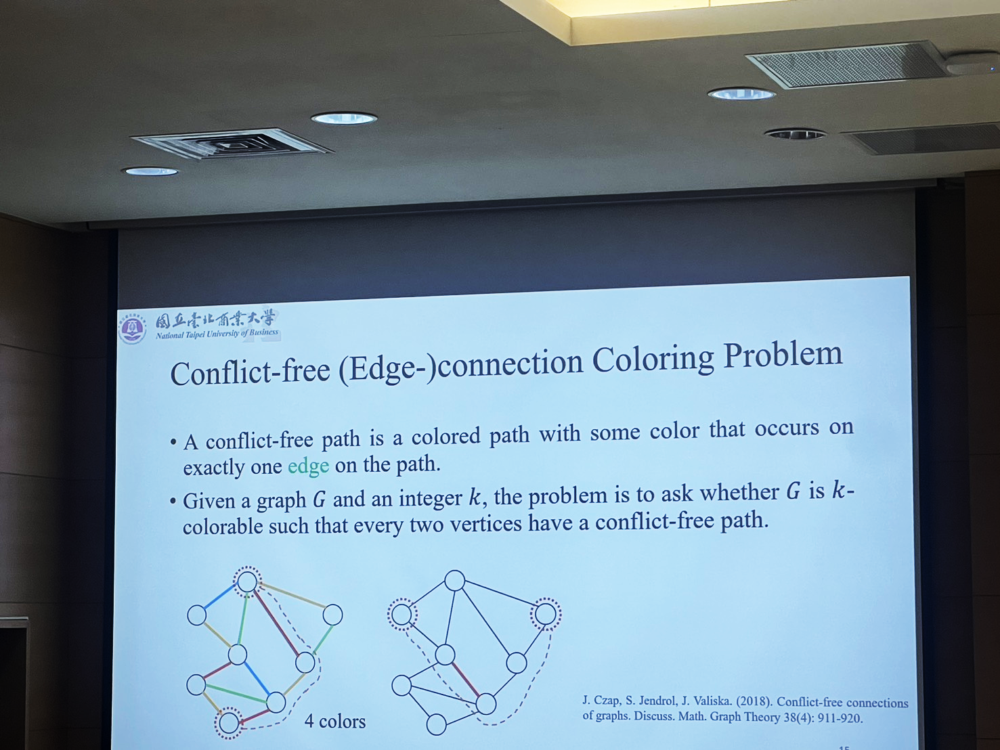 國立臺北商業大學
National Taipei University of Business
Conflict-free (Edge-)connection Coloring Problem
• A conflict-free path is a colored path with some color that occurs on
exactly one edge on the path.
• Given a graph G and an integer k, the problem is to ask whether G is k-
colorable such that every two vertices have a conflict-free path.
4 colors
J. Czap, S. Jendrol, J. Valiska. (2018). Conflict-free connections
of graphs. Discuss. Math. Graph Theory 38(4): 911-920.